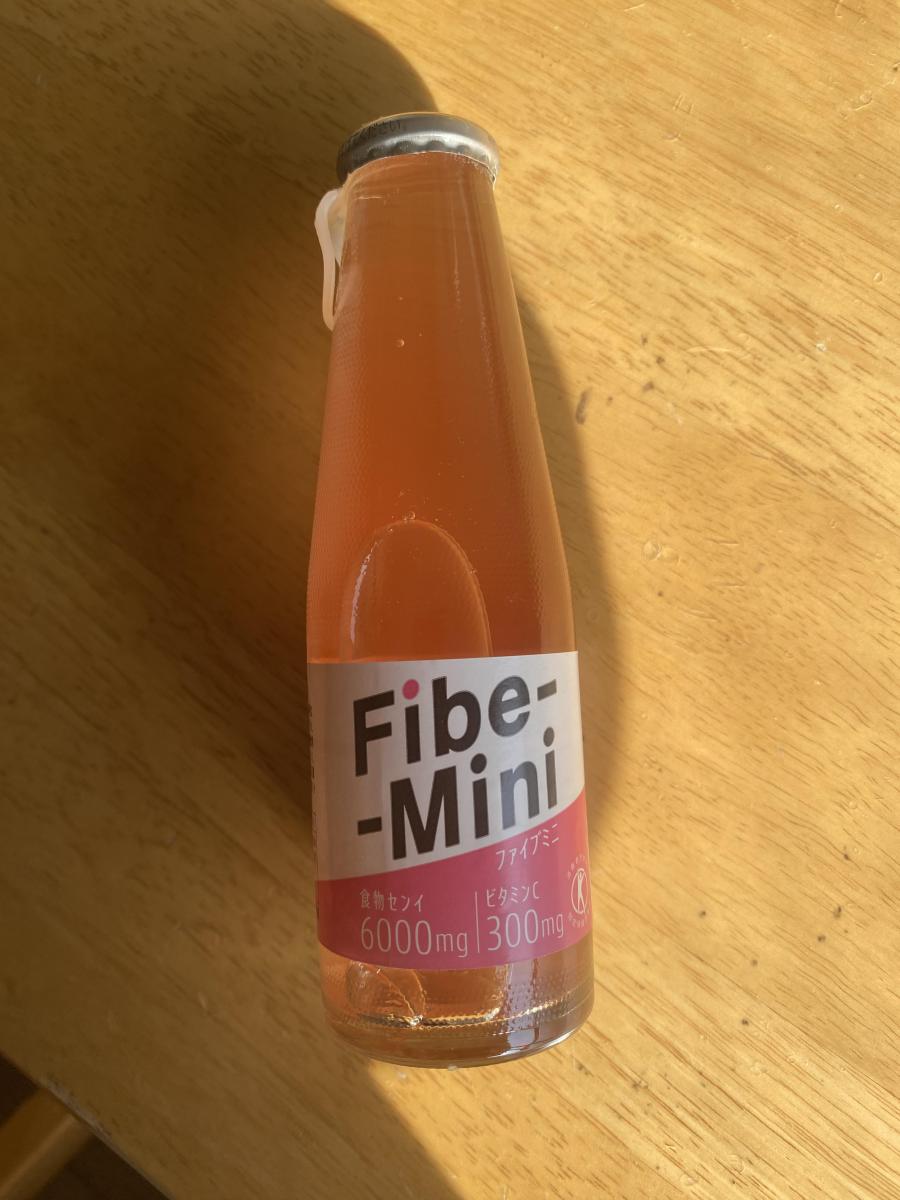 Fibe-
-Mini
ファイブミニ
食物センイ
6000mg
ビタミンC
300mg